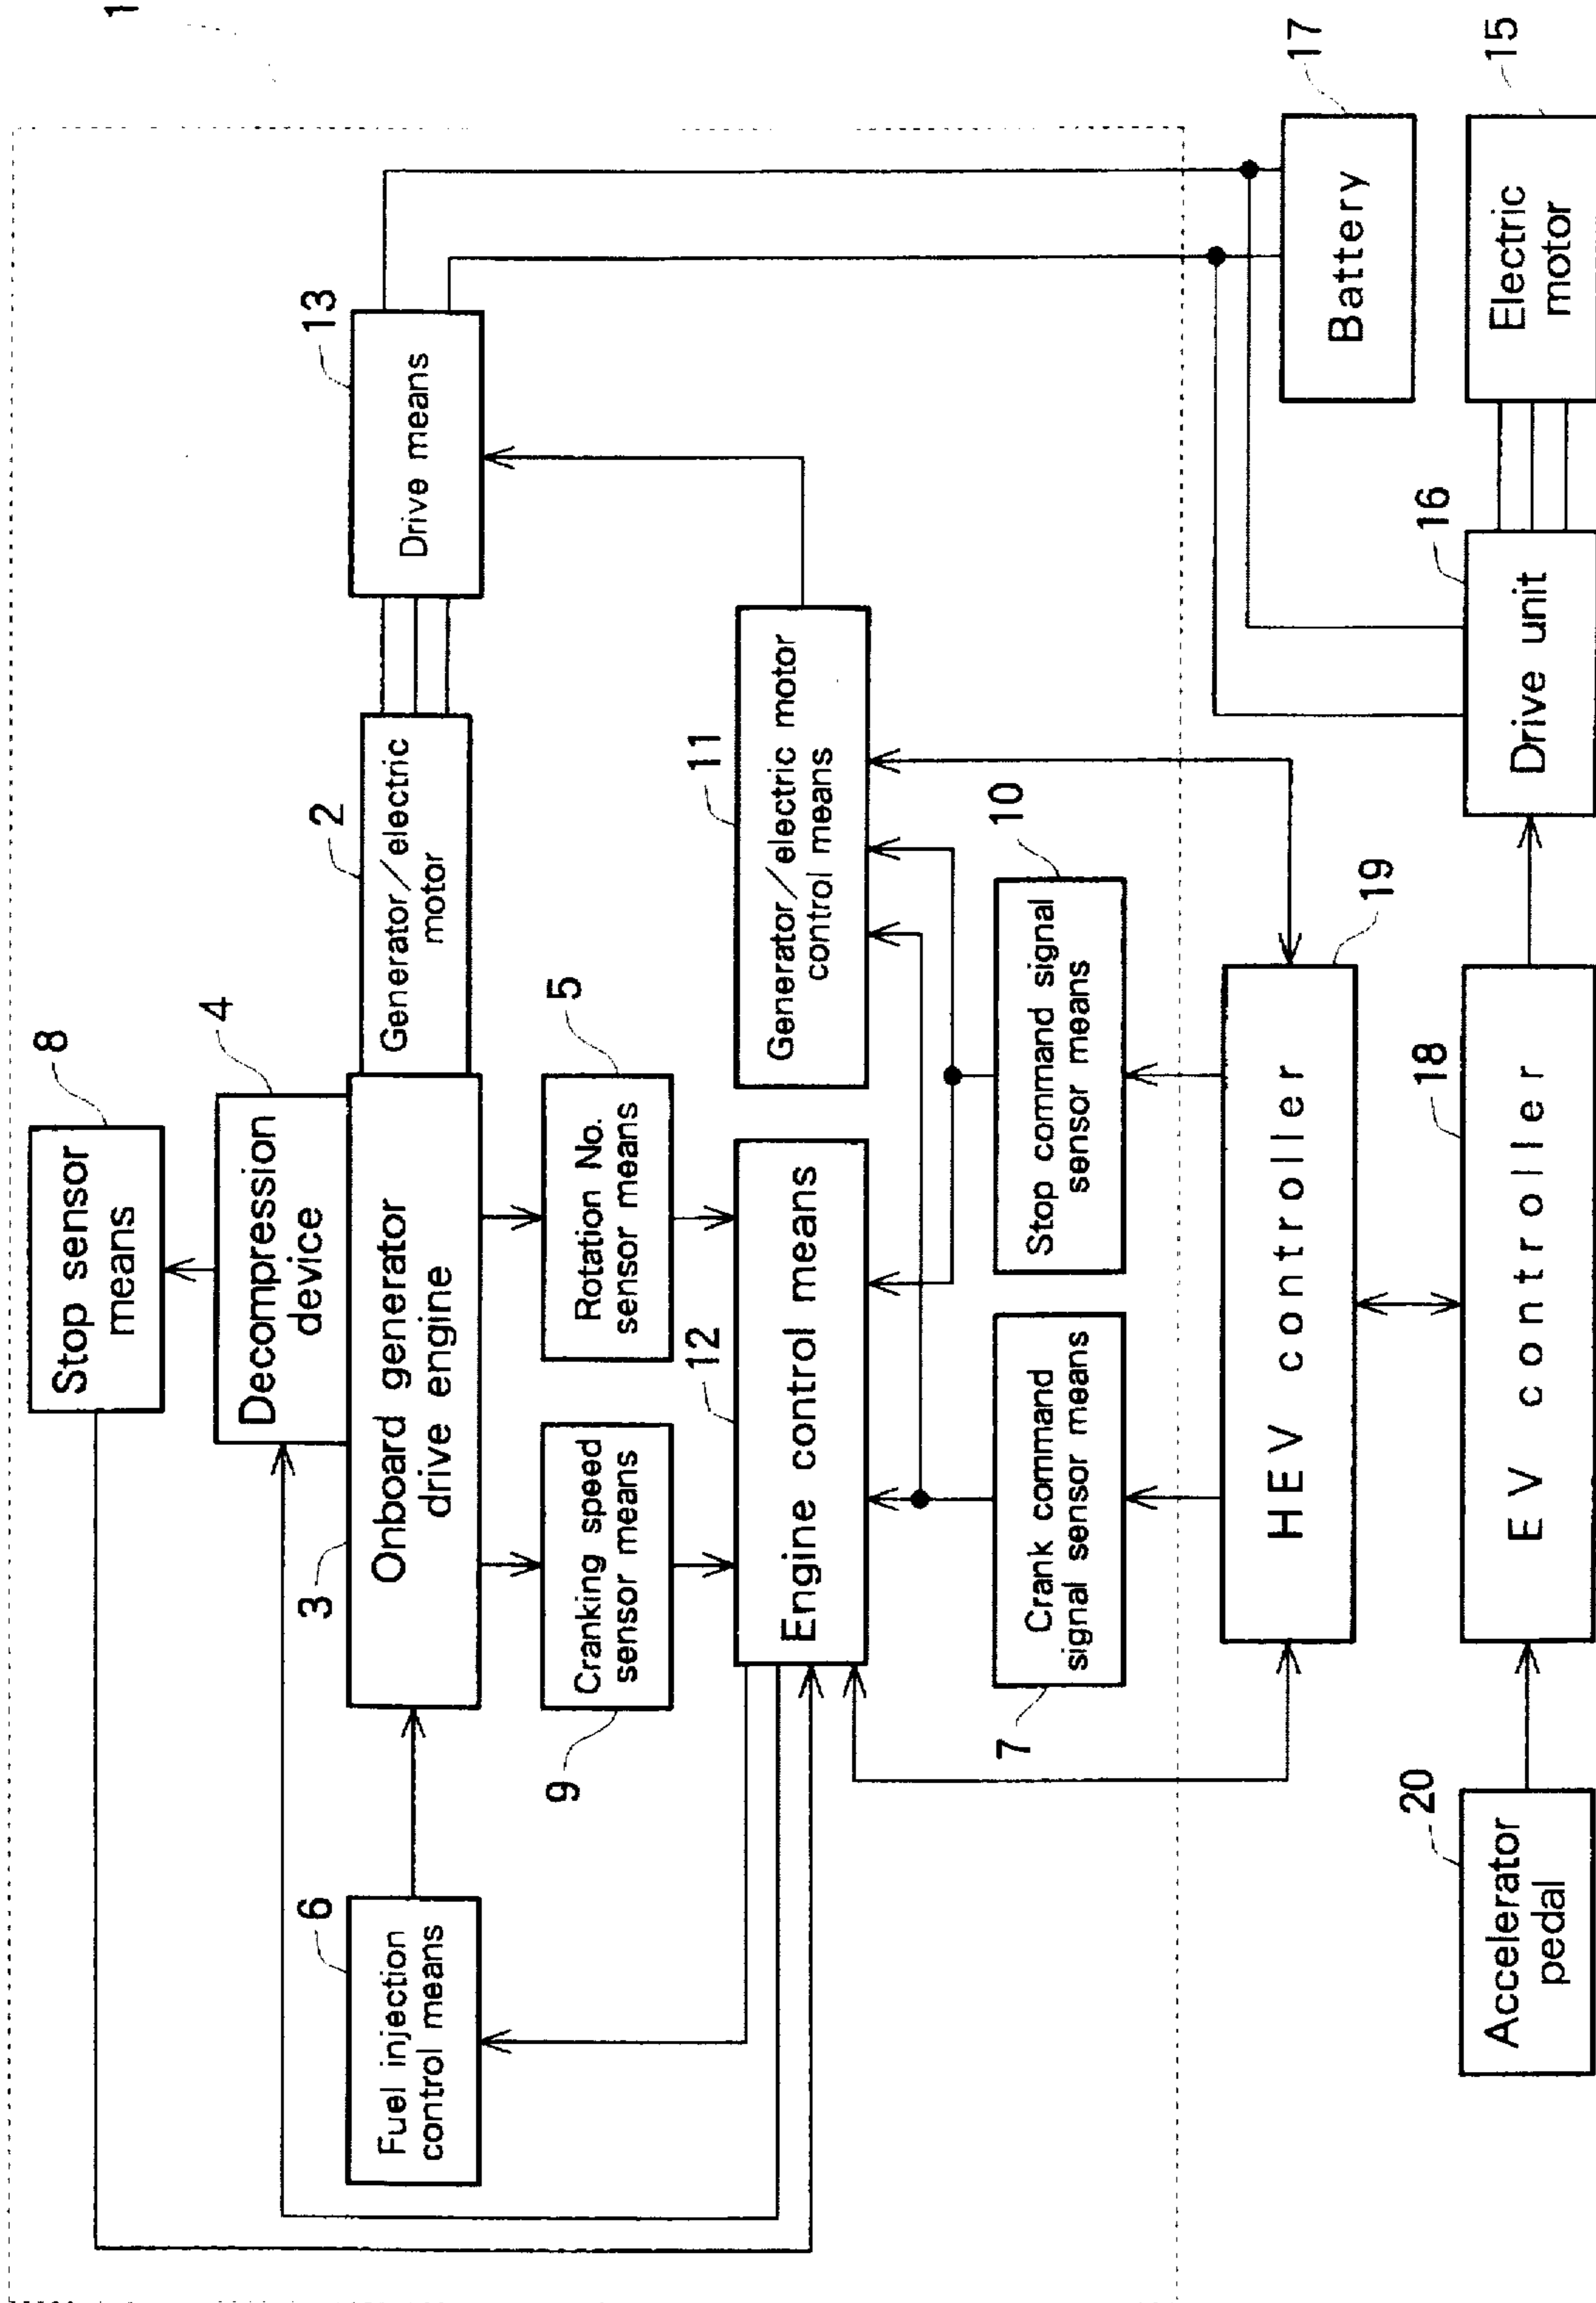 1
8
Stop sensor
means
4
Decompression
device
3
Onboard generator
drive engine
2
Generator/electric
motor
13
Drive means
6
Fuel injection
control means
9
Cranking speed
sensor means
5
Rotation No.
sensor means
12
Engine control means
11
Generator/electric motor
control means
7
Crank command
signal sensor means
10
Stop command signal
sensor means
19
HEV controller
17
Battery
20
Accelerator
pedal
18
EV controller
16
Drive unit
15
Electric
motor